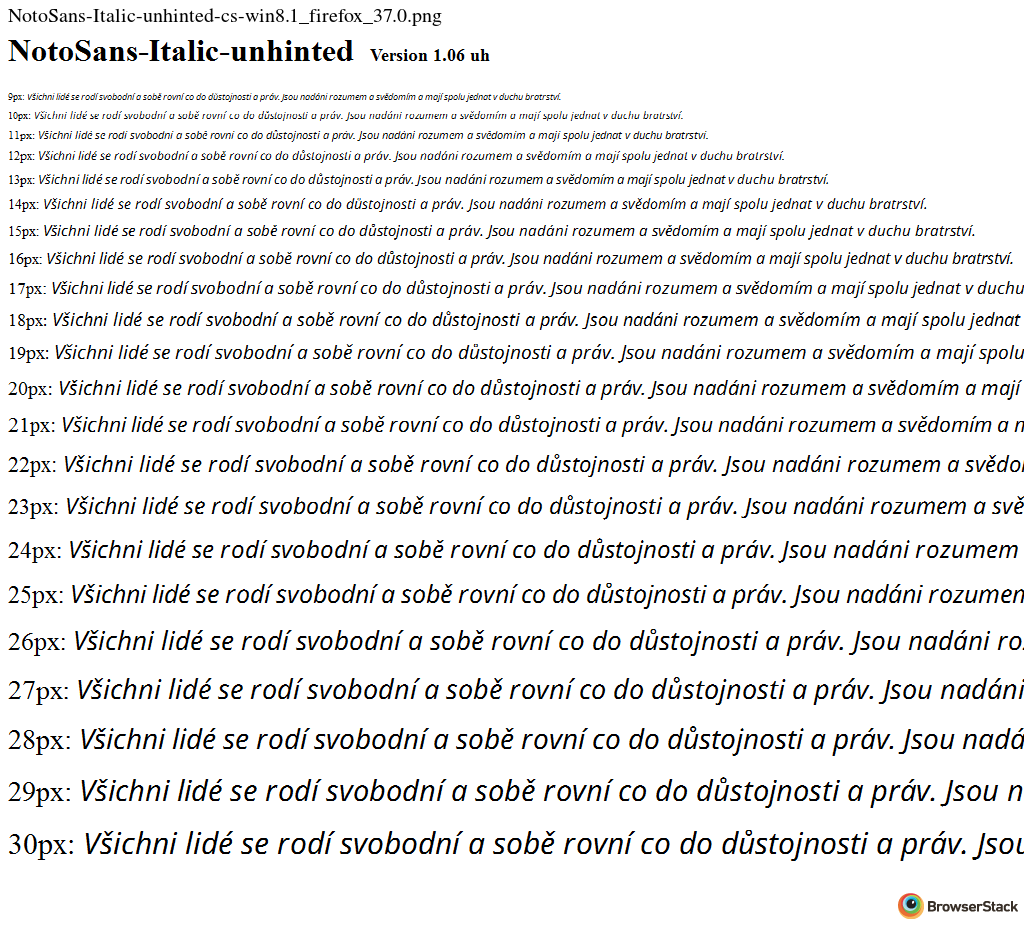 NotoSans-Italic-unhinted-cs-win8.1_firefox_37.0.png
NotoSans-Italic-unhinted Version 1.06 uh
9px: Všichni lidé se rodí svobodní a sobě rovní co do důstojnosti a práv. Jsou nadáni rozumem a svědomím a mají spolu jednat v duchu bratrství.
10px: Všichni lidé se rodí svobodní a sobě rovní co do důstojnosti a práv. Jsou nadáni rozumem a svědomím a mají spolu jednat v duchu bratrství.
11px: Všichni lidé se rodí svobodní a sobě rovní co do důstojnosti a práv. Jsou nadáni rozumem a svědomím a mají spolu jednat v duchu bratrství.
12px: Všichni lidé se rodí svobodní a sobě rovní co do důstojnosti a práv. Jsou nadáni rozumem a svědomím a mají spolu jednat v duchu bratrství.
13px: Všichni lidé se rodí svobodní a sobě rovní co do důstojnosti a práv. Jsou nadáni rozumem a svědomím a mají spolu jednat v duchu bratrství.
14px: Všichni lidé se rodí svobodní a sobě rovní co do důstojnosti a práv. Jsou nadáni rozumem a svědomím a mají spolu jednat v duchu bratrství.
15px: Všichni lidé se rodí svobodní a sobě rovní co do důstojnosti a práv. Jsou nadáni rozumem a svědomím a mají spolu jednat v duchu bratrství.
16px: Všichni lidé se rodí svobodní a sobě rovní co do důstojnosti a práv. Jsou nadáni rozumem a svědomím a mají spolu jednat v duchu bratrství.
17px: Všichni lidé se rodí svobodní a sobě rovní co do důstojnosti a práv. Jsou nadáni rozumem a svědomím a mají spolu jednat v duchu
18px: Všichni lidé se rodí svobodní a sobě rovní co do důstojnosti a práv. Jsou nadáni rozumem a svědomím a mají spolu jednat
19px: Všichni lidé se rodí svobodní a sobě rovní co do důstojnosti a práv. Jsou nadáni rozumem a svědomím a mají spolu
20px: Všichni lidé se rodí svobodní a sobě rovní co do důstojnosti a práv. Jsou nadáni rozumem a svědomím a mají
21px: Všichni lidé se rodí svobodní a sobě rovní co do důstojnosti a práv. Jsou nadáni rozumem a svědomím a
22px: Všichni lidé se rodí svobodní a sobě rovní co do důstojnosti a práv. Jsou nadáni rozumem a svědo
23px: Všichni lidé se rodí svobodní a sobě rovní co do důstojnosti a práv. Jsou nadáni rozumem a svě
24px: Všichni lidé se rodí svobodní a sobě rovní co do důstojnosti a práv. Jsou nadáni rozumem
25px: Všichni lidé se rodí svobodní a sobě rovní co do důstojnosti a práv. Jsou nadáni rozumem
26px: Všichni lidé se rodí svobodní a sobě rovní co do důstojnosti a práv. Jsou nadáni ro
27px: Všichni lidé se rodí svobodní a sobě rovní co do důstojnosti a práv. Jsou nadáni
28px: Všichni lidé se rodí svobodní a sobě rovní co do důstojnosti a práv. Jsou nadá
29px: Všichni lidé se rodí svobodní a sobě rovní co do důstojnosti a práv. Jsou n
30px: Všichni lidé se rodí svobodní a sobě rovní co do důstojnosti a práv. Jsou
BrowserStack